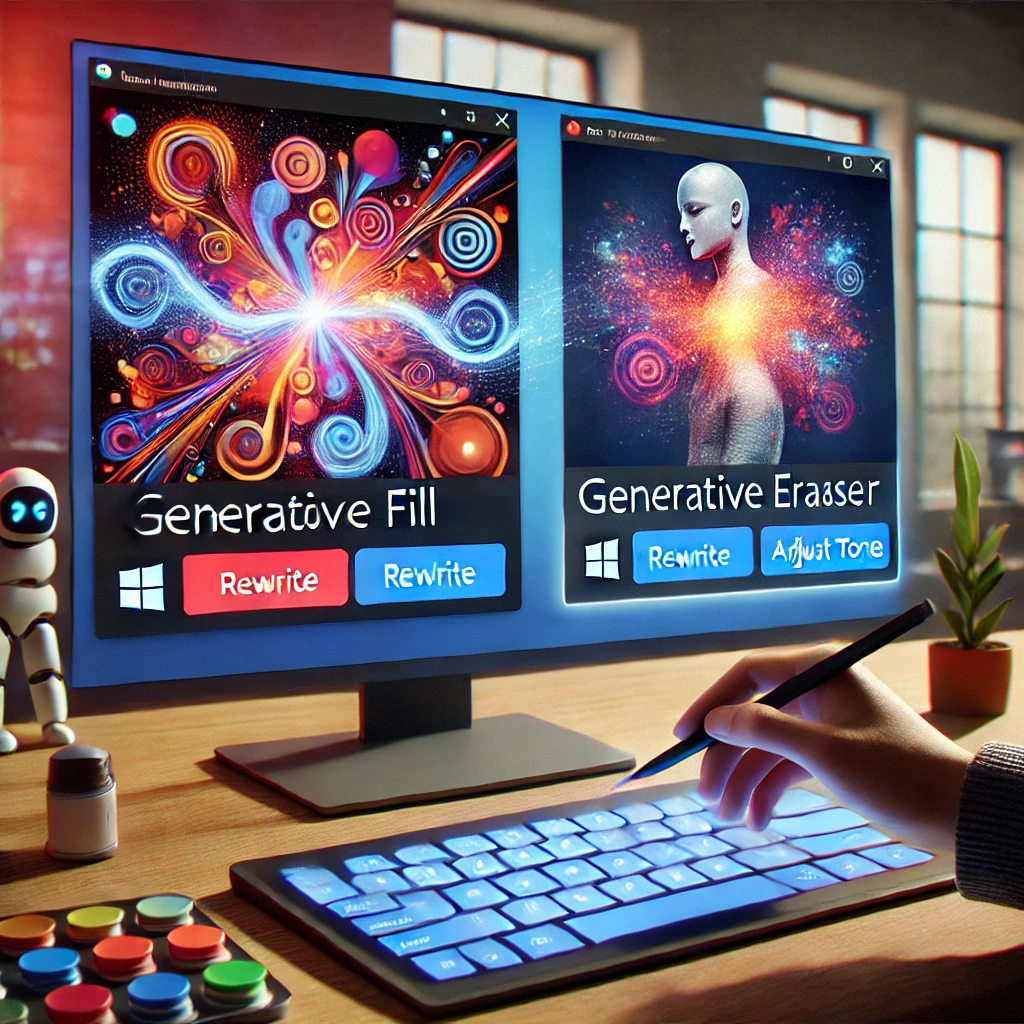 Generative Fill
Rewrite
Rewrite
Generative Eraser
Rewrite
Adjust Tone